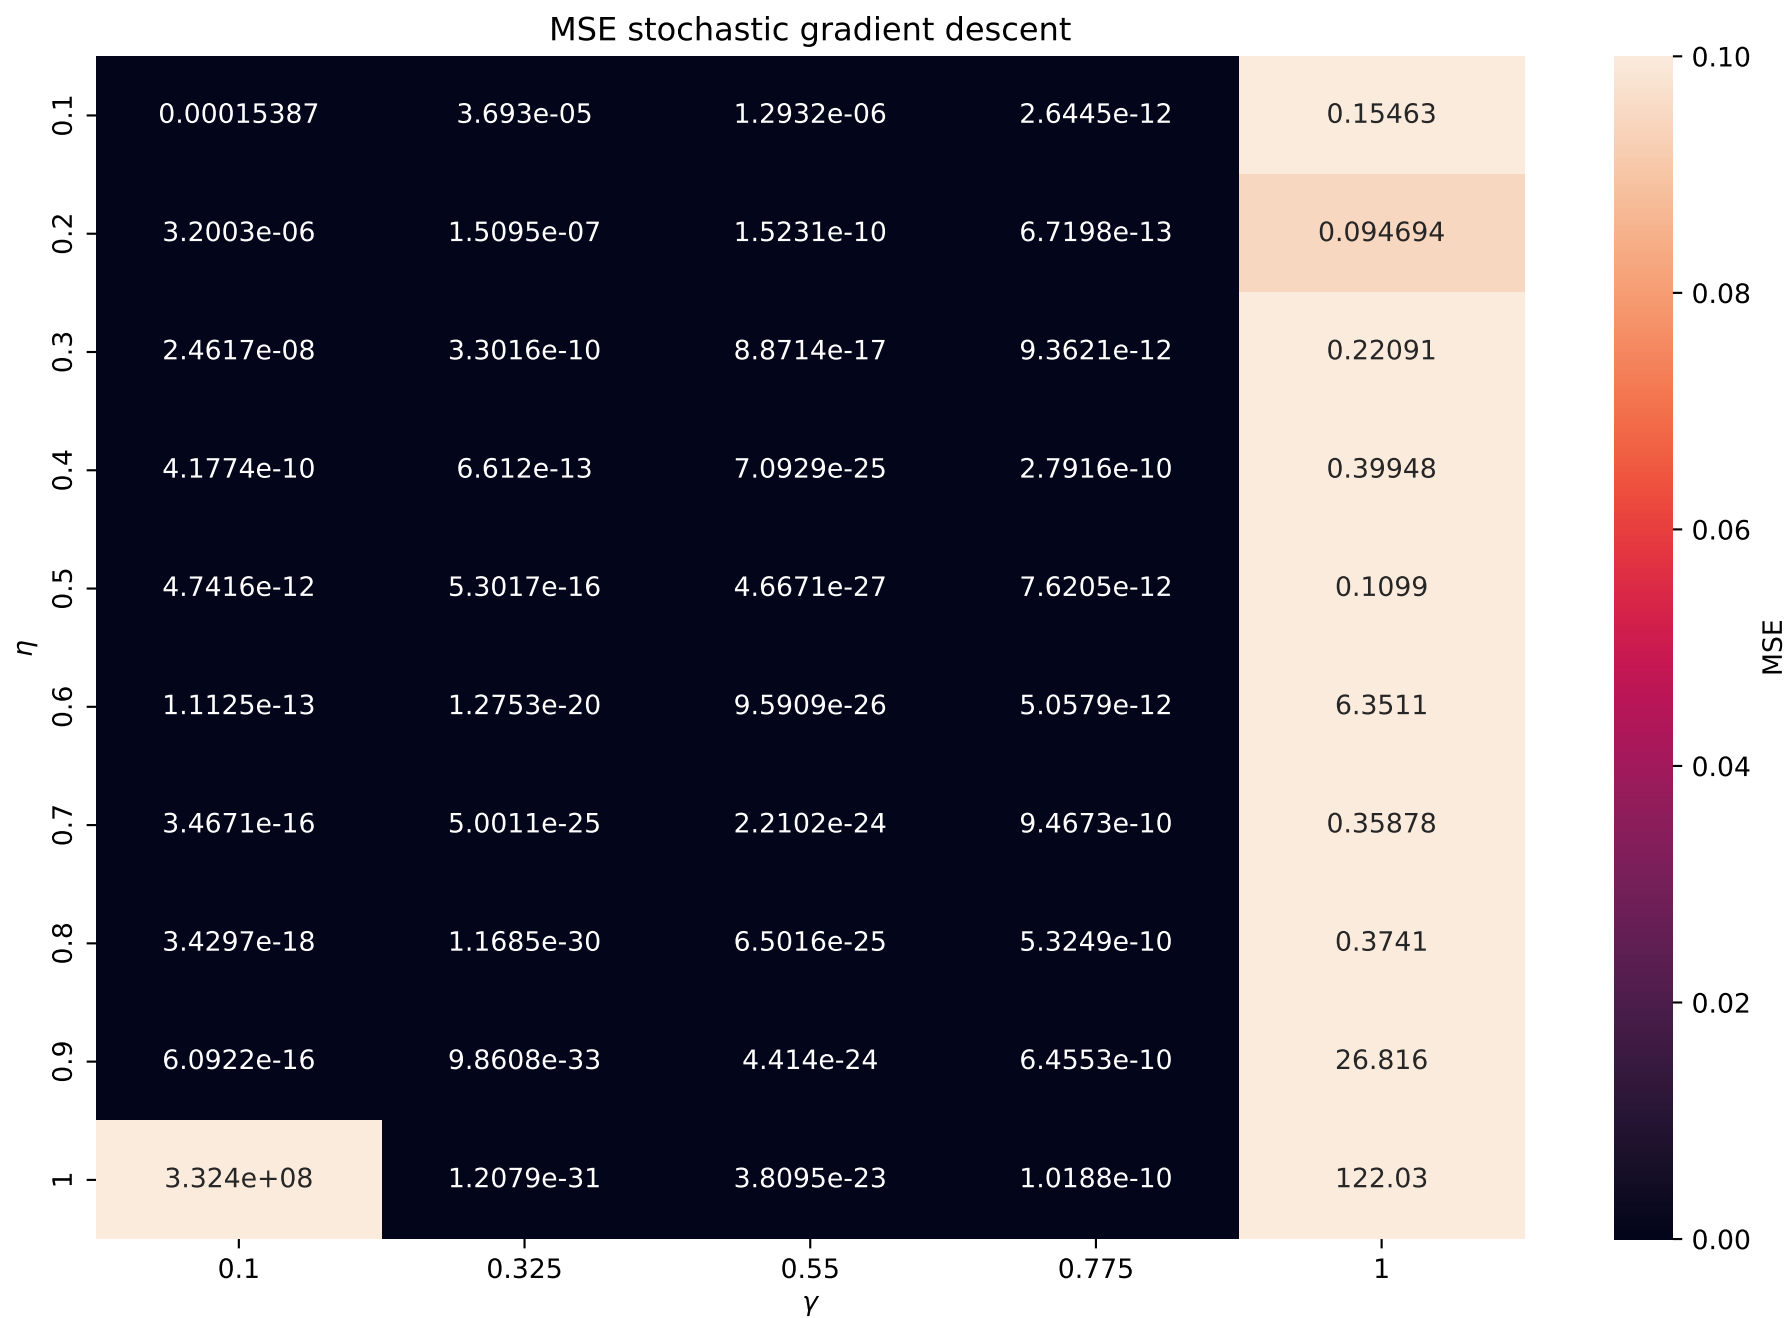 MSE stochastic gradient descent
0.1 0.00015387 3.693e-05 1.2932e-06 2.6445e-12 0.15463
0.2 3.2003e-06 1.5095e-07 1.5231e-10 6.7198e-13 0.094694
0.3 2.4617e-08 3.3016e-10 8.8714e-17 9.3621e-12 0.22091
0.4 4.1774e-10 6.612e-13 7.0929e-25 2.7916e-10 0.39948
0.5 4.7416e-12 5.3017e-16 4.6671e-27 7.6205e-12 0.1099
0.6 1.1125e-13 1.2753e-20 9.5909e-26 5.0579e-12 6.3511
0.7 3.4671e-16 5.0011e-25 2.2102e-24 9.4673e-10 0.35878
0.8 3.4297e-18 1.1685e-30 6.5016e-25 5.3249e-10 0.3741
0.9 6.0922e-16 9.8608e-33 4.414e-24 6.4553e-10 26.816
1 3.324e+08 1.2079e-31 3.8095e-23 1.0188e-10 122.03
0.1 0.325 0.55 0.775 1
γ
η
0.10
0.08
0.06
0.04
0.02
0.00
MSE